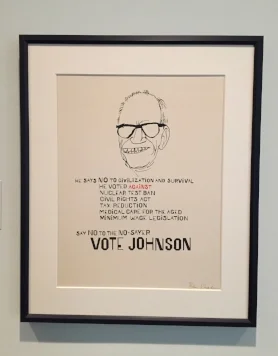 HE SAYS NO TO CIVILIZATION AND SURVIVAL
HE VOTED AGAINST
NUCLEAR TEST BAN
CIVIL RIGHTS ACT
TAX REDUCTION
MEDICAL CARE FOR THE AGED
MINIMUM WAGE LEGISLATION
SAY NO TO THE NO-SAYER
VOTE JOHNSON